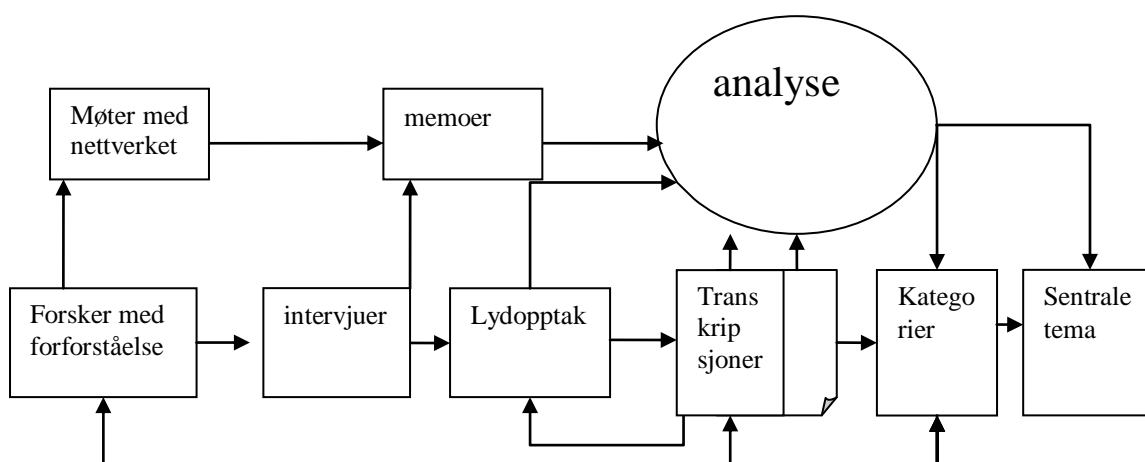 analyse
Møter med
nettverket
memoer
Forsker med
forforståelse
intervjuer
Lydopptak
Trans
krip
sjoner
Katego
rier
Sentrale
tema